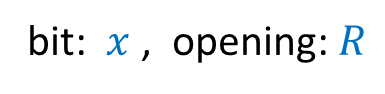 bit: x , opening: R